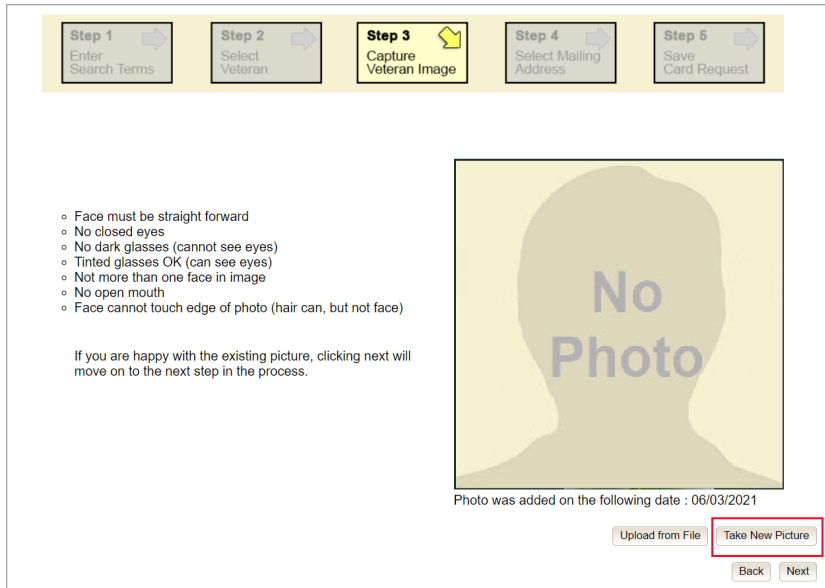 Step 1
Enter
Search Terms
Step 2
Select
Veteran
Step 3
Capture
Veteran Image
Step 4
Select Mailing
Address
Step 5
Save
Card Request
Face must be straight forward
No closed eyes
No dark glasses (cannot see eyes)
Tinted glasses OK (can see eyes)
Not more than one face in image
No open mouth
Face cannot touch edge of photo (hair can, but not face)
If you are happy with the existing picture, clicking next will
move on to the next step in the process.
No
Photo
Photo was added on the following date : 06/03/2021
Upload from File
Take New Picture
Back
Next